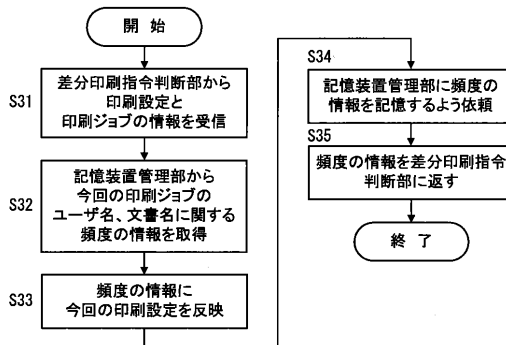 開 始
S31
差分印刷指令判断部から
印刷設定と
印刷ジョブの情報を受信
S32
記憶装置管理部から
今回の印刷ジョブの
ユーザ名、文書名に関する
頻度の情報を取得
S33
頻度の情報に
今回の印刷設定を反映
S34
記憶装置管理部に頻度の
情報を記憶するよう依頼
S35
頻度の情報を差分印刷指令
判断部に返す
終 了